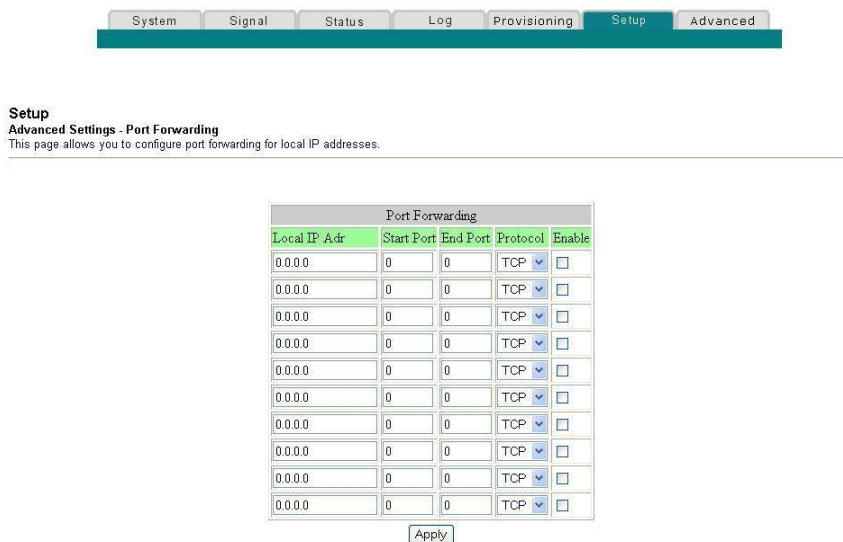 System Signal Status Log Provisioning Setup Advanced
Setup
Advanced Settings - Port Forwarding
This page allows you to configure port forwarding for local IP addresses.
Port Forwarding
Local IP Adr Start Port End Port Protocol Enable
0.0.0.0 0 0 TCP
0.0.0.0 0 0 TCP
0.0.0.0 0 0 TCP
0.0.0.0 0 0 TCP
0.0.0.0 0 0 TCP
0.0.0.0 0 0 TCP
0.0.0.0 0 0 TCP
0.0.0.0 0 0 TCP
0.0.0.0 0 0 TCP
0.0.0.0 0 0 TCP
Apply